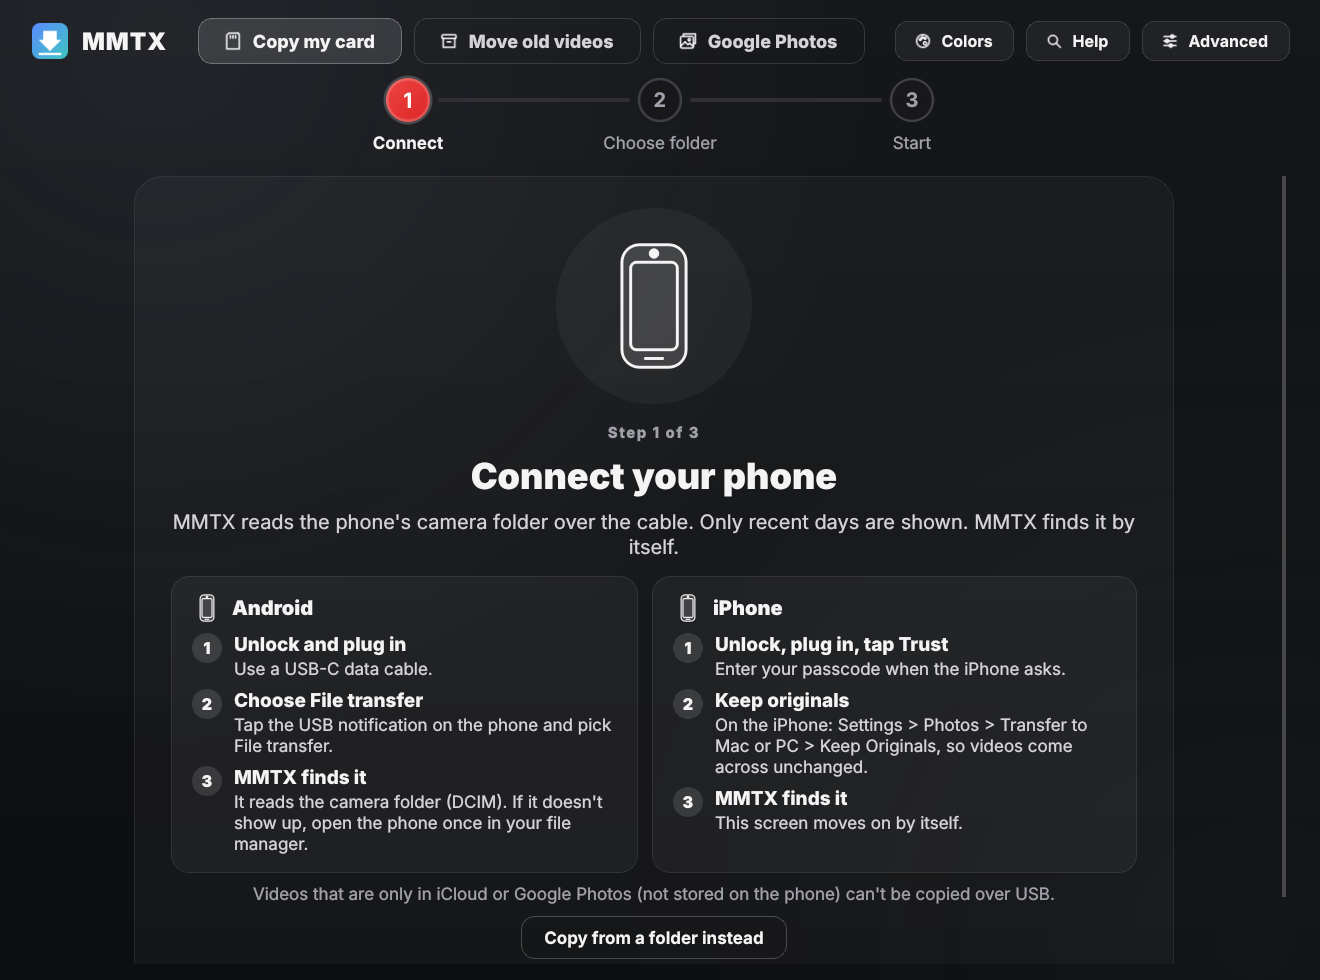 MMTX
Copy my card
Move old videos
Google Photos
Colors
Help
Advanced
1
2
3
Connect
Choose folder
Start
Step 1 of 3
Connect your phone
MMTX reads the phone's camera folder over the cable. Only recent days are shown. MMTX finds it by
itself.
Android
1 Unlock and plug in
Use a USB-C data cable.
2 Choose File transfer
Tap the USB notification on the phone and pick
File transfer.
3 MMTX finds it
It reads the camera folder (DCIM). If it doesn't
show up, open the phone once in your file
manager.
iPhone
1 Unlock, plug in, tap Trust
Enter your passcode when the iPhone asks.
2 Keep originals
On the iPhone: Settings > Photos > Transfer to
Mac or PC > Keep Originals, so videos come
across unchanged.
3 MMTX finds it
This screen moves on by itself.
Videos that are only in iCloud or Google Photos (not stored on the phone) can't be copied over USB.
Copy from a folder instead